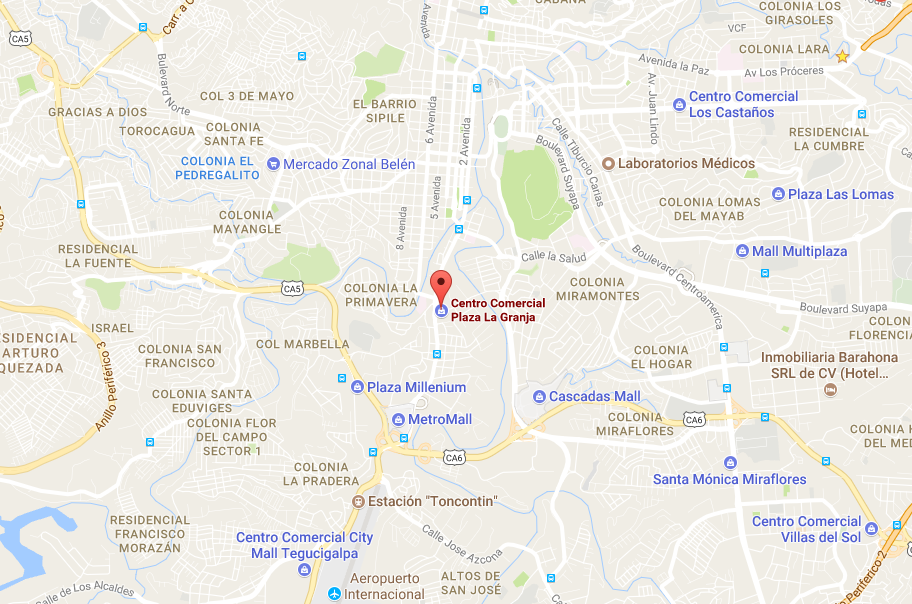 CABANA
COLONIA LOS
GIRASOLES
Carr. a C
Avenida
VCF
CA5
COLONIA LARA
Avenida la Paz
Av Los Próceres
Bulevard Norte
Av. Juan Lindo
GRACIAS A DIOS
COL 3 DE MAYO
EL BARRIO
SIPILE
6 Avenida
2 Avenida
Centro Comercial
Los Castaños
TOROCAGUA
COLONIA
SANTA FE
Calle Tiburcio Carias
Boulevard Suyapa
RESIDENCIAL
LA CUMBRE
COLONIA EL
PEDREGALITO
Mercado Zonal Belén
Laboratorios Médicos
5 Avenida
8 Avenida
Plaza Las Lomas
COLONIA LOMAS
DEL MAYAB
COLONIA
MAYANGLE
RESIDENCIAL
LA FUENTE
Calle la Salud
Mall Multiplaza
Boulevard Centroamerica
CA5
COLONIA LA
PRIMAVERA
COLONIA
MIRAMONTES
Centro Comercial
Plaza La Granja
Boulevard Suyapa
ISRAEL
COLON
FLORENCIA
RESIDENCIAL
ARTURO
QUEZADA
Anillo Periférico 3
COLONIA SAN
FRANCISCO
COL MARBELLA
COLONIA
EL HOGAR
Inmobiliaria Barahona
SRL de CV (Hotel...
Plaza Millenium
COLONIA SANTA
EDUVIGES
Cascadas Mall
MetroMall
COLONIA FLOR
DEL CAMPO
SECTOR 1
COLONIA
MIRAFLORES
CA6
COLONIA H
DEL MED
CA6
COLONIA
LA PRADERA
Santa Mónica Miraflores
Estación "Toncontin"
RESIDENCIAL
FRANCISCO
MORAZÁN
Centro Comercial City
Mall Tegucigalpa
Calle Jose Azcona
Centro Comercial
Villas del Sol
Aeropuerto
Internacional
ALTOS DE
SAN JOSÉ
Calle de Los Alcaldes
Periferico 2